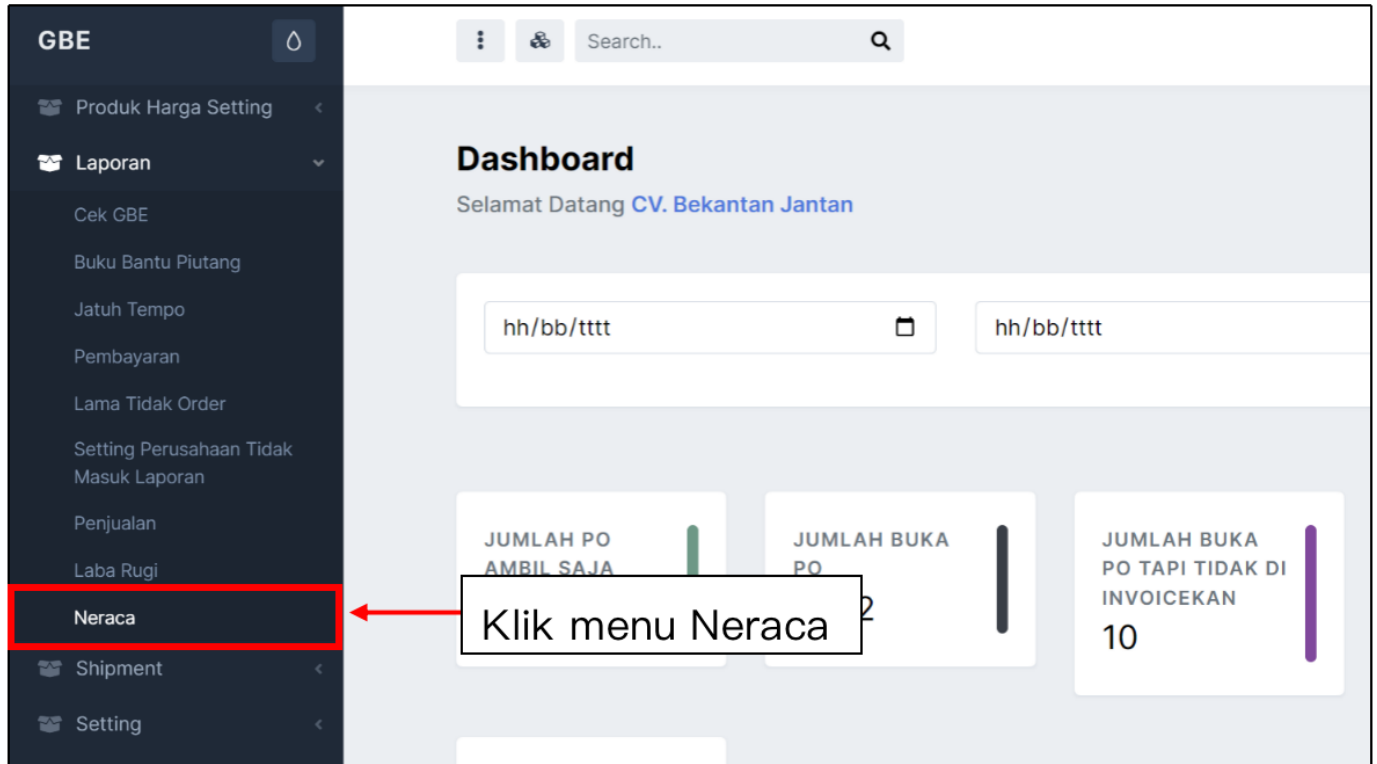 GBE
Search..
Produk Harga Setting
Laporan
Cek GBE
Buku Bantu Piutang
Jatuh Tempo
Pembayaran
Lama Tidak Order
Setting Perusahaan Tidak
Masuk Laporan
Penjualan
Laba Rugi
Neraca
Shipment
Setting
Dashboard
Selamat Datang CV. Bekantan Jantan
hh/bb/tttt
hh/bb/tttt
JUMLAH PO
AMBIL SAJA
JUMLAH BUKA
PO
2
JUMLAH BUKA
PO TAPI TIDAK DI
INVOICEKAN
10
Klik menu Neraca